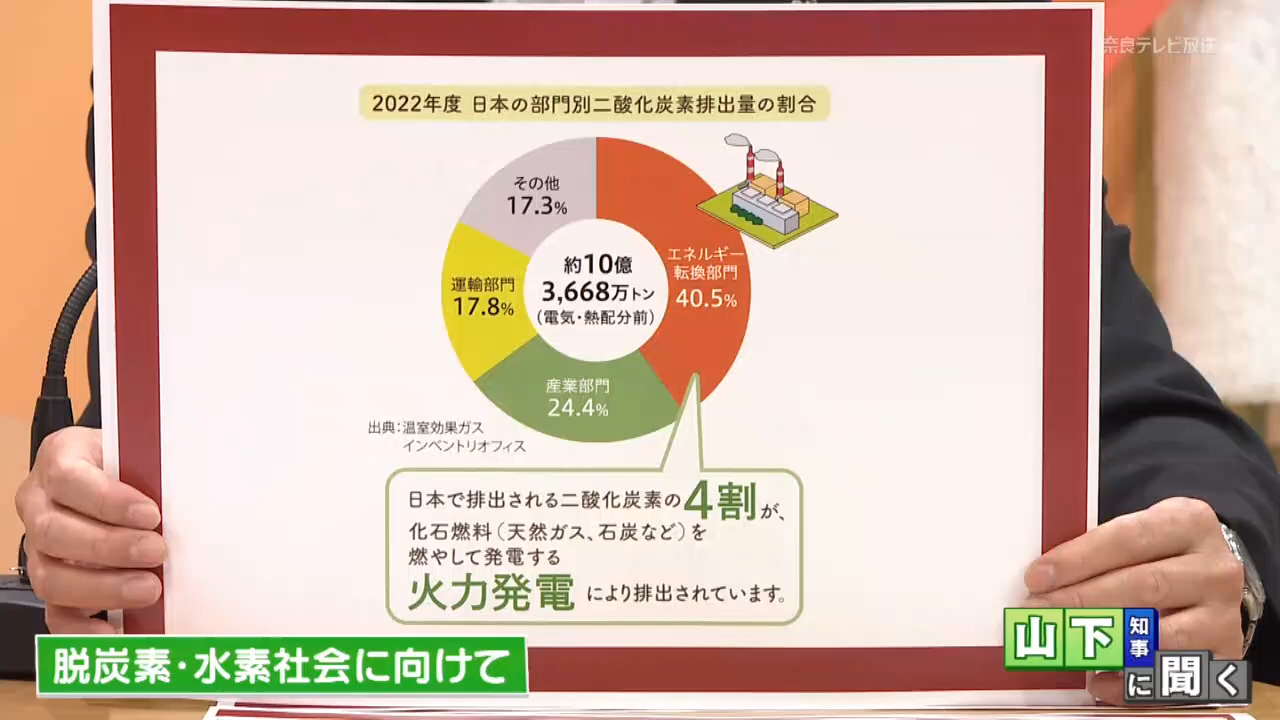 奈良テレビ放送
2022年度 日本の部門別二酸化炭素排出量の割合
その他
17.3%
エネルギー
転換部門
40.5%
運輸部門
17.8%
約10億
3,668万トン
（電気・熱配分前）
産業部門
24.4%
出典：温室効果ガス
インベントリオフィス
日本で排出される二酸化炭素の4割が、
化石燃料（天然ガス、石炭など）を
燃やして発電する
火力発電により排出されています。
脱炭素・水素社会に向けて
山下知事に聞く